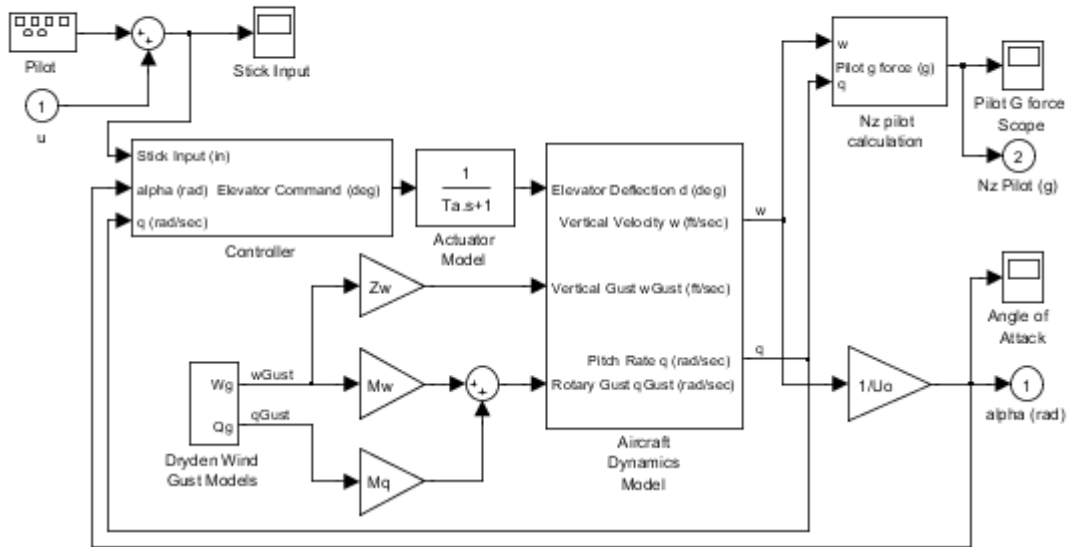 Pilot
1
u
Stick Input
Stick Input (in)
alpha (rad) Elevator Command (deg)
q (rad/sec)
Controller
1
Ta.s+1
Actuator
Model
Elevator Deflection d (deg)
Vertical Velocity w (ft/sec)
Vertical Gust wGust (ft/sec)
Pitch Rate q (rad/sec)
Rotary Gust qGust (rad/sec)
Aircraft
Dynamics
Model
Zw
Mw
Mq
Wg
Qg
wGust
qGust
Dryden Wind
Gust Models
w
q
w
Pilot g force (g)
q
Nz pilot
calculation
Pilot G force
Scope
2
Nz Pilot (g)
Angle of
Attack
1/Uo
1
alpha (rad)